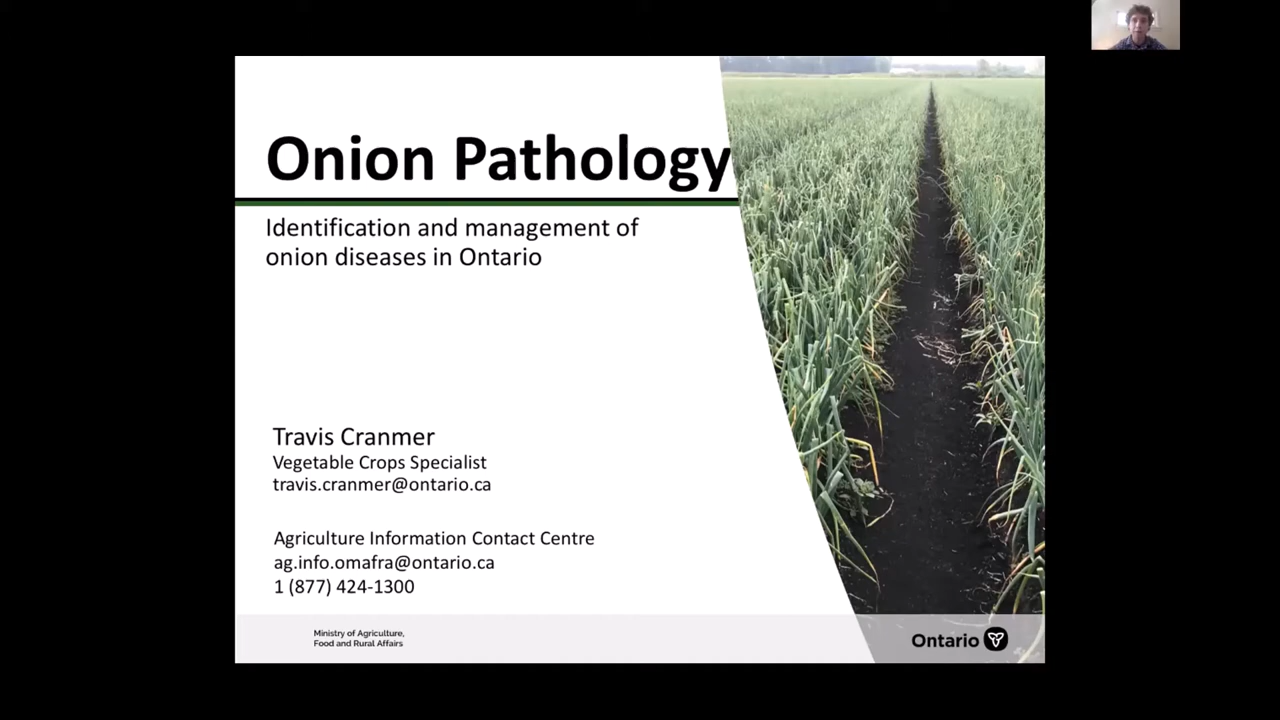 Onion Pathology
Identification and management of
onion diseases in Ontario
Travis Cranmer
Vegetable Crops Specialist
travis.cranmer@ontario.ca
Agriculture Information Contact Centre
ag.info.omafra@ontario.ca
1 (877) 424-1300
Ministry of Agriculture,
Food and Rural Affairs
Ontario